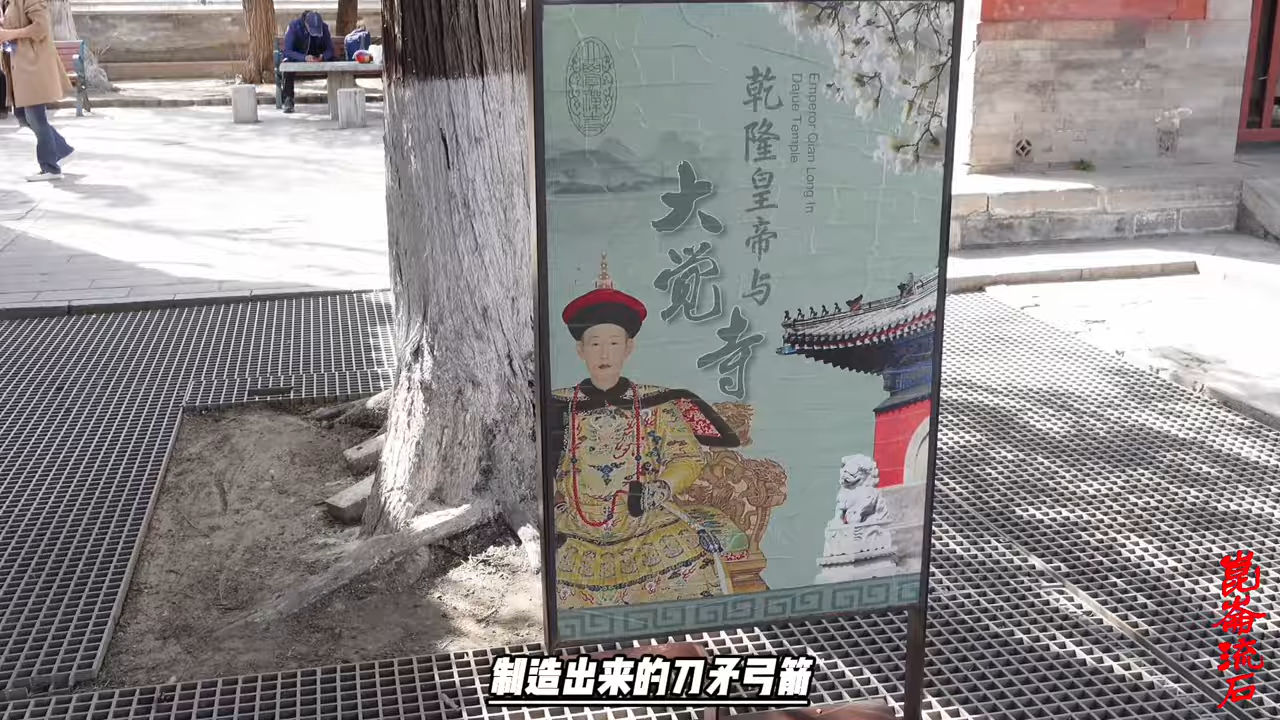 乾隆皇帝与
大觉寺
Emperor Qian Long In
Dajue Temple
制造出来的刀矛弓筋
崑崙琉石